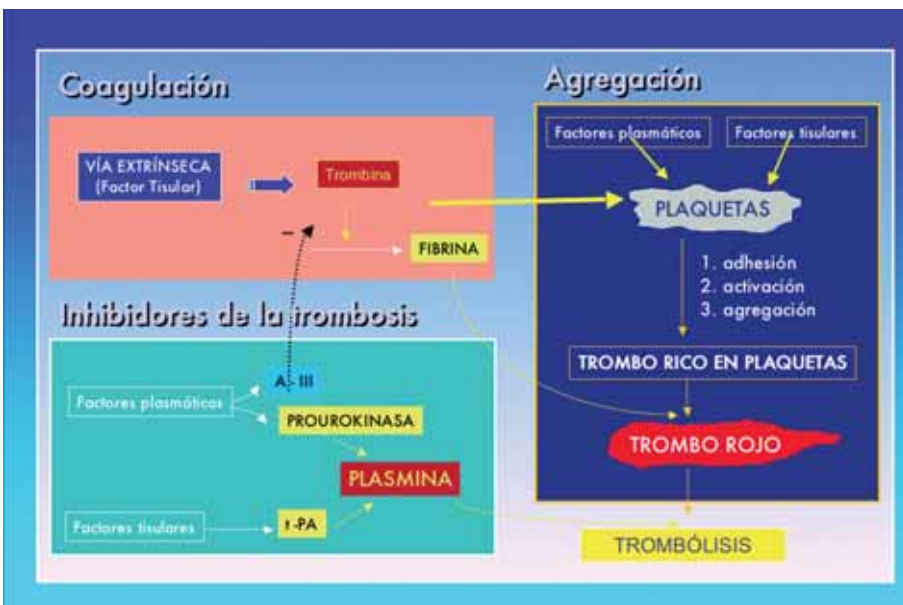 Coagulación
VÍA EXTRÍNSECA
(Factor Tisular)
Trombina
–
FIBRINA
Inhibidores de la trombosis
Factores plasmáticos
A - III
PROUROKINASA
PLASMINA
Factores tisulares
t -PA
Agregación
Factores plasmáticos
Factores tisulares
PLAQUETAS
1. adhesión
2. activación
3. agregación
TROMBO RICO EN PLAQUETAS
TROMBO ROJO
TROMBÓLISIS